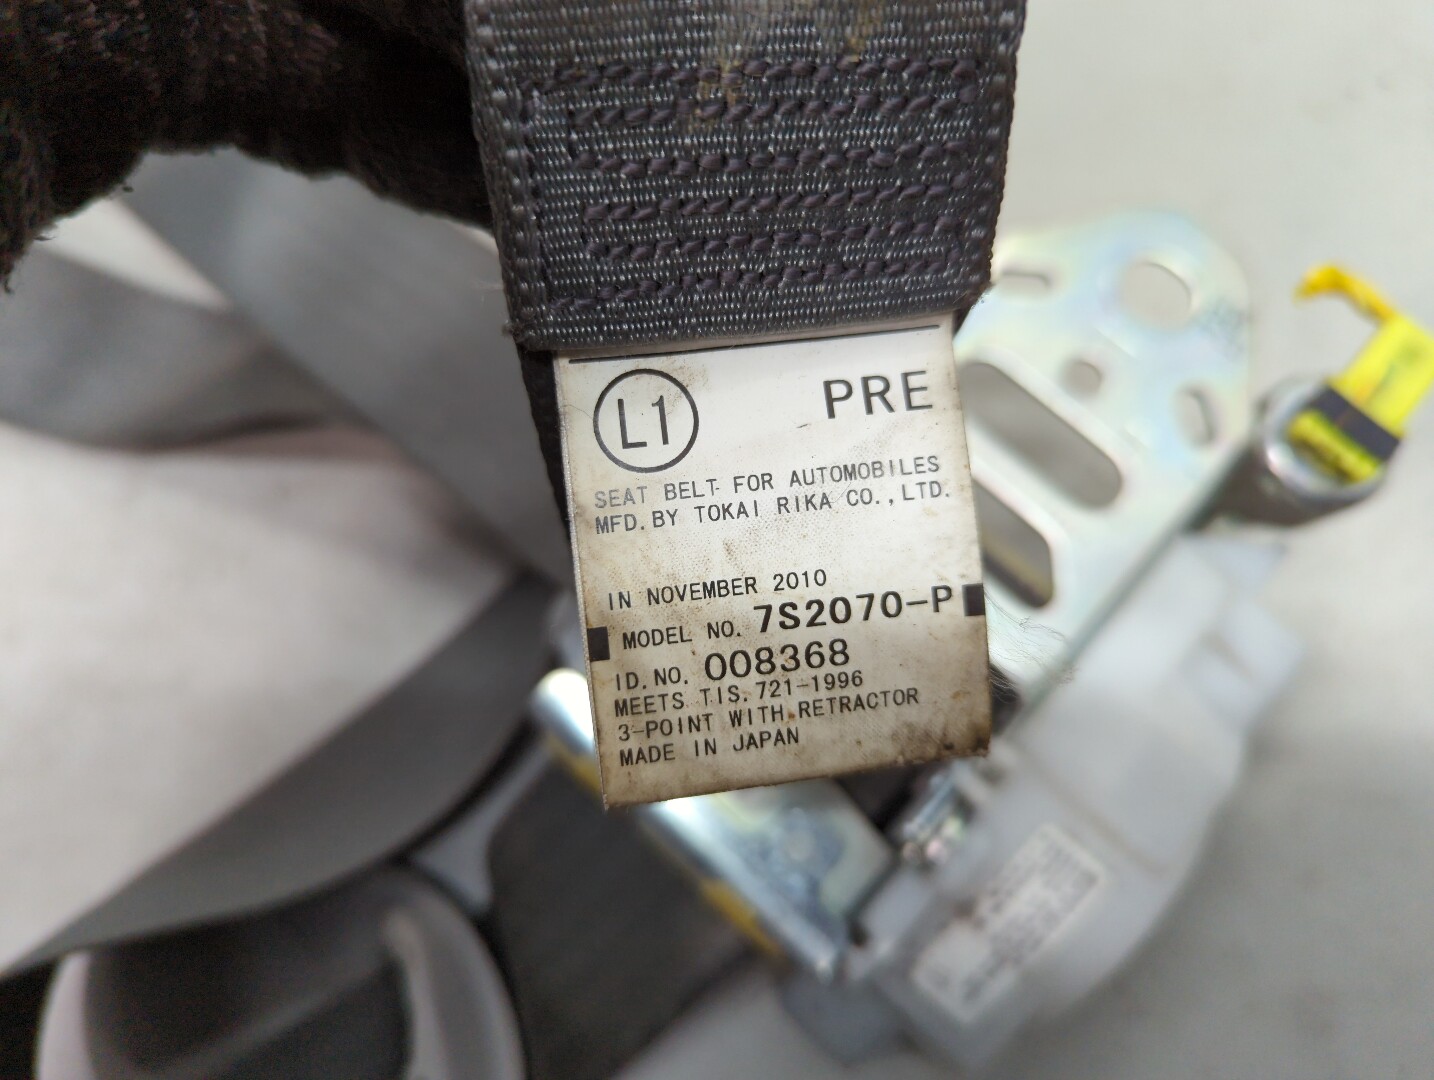 L1 PRE
SEAT BELT FOR AUTOMOBILES
MFD. BY TOKAI RIKA CO., LTD.
IN NOVEMBER 2010
MODEL NO. 7S2070-P
ID. NO. 008368
MEETS TIS. 721-1996
3-POINT WITH RETRACTOR
MADE IN JAPAN